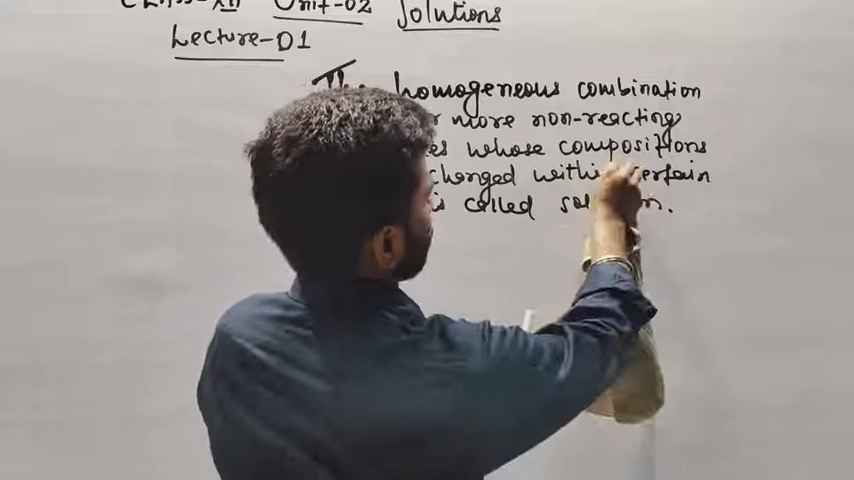 Class-XII Unit-02 Solutions
Lecture-01
The homogeneous combination
more non-reacting
whose compositions
changed within certain
is called solution.